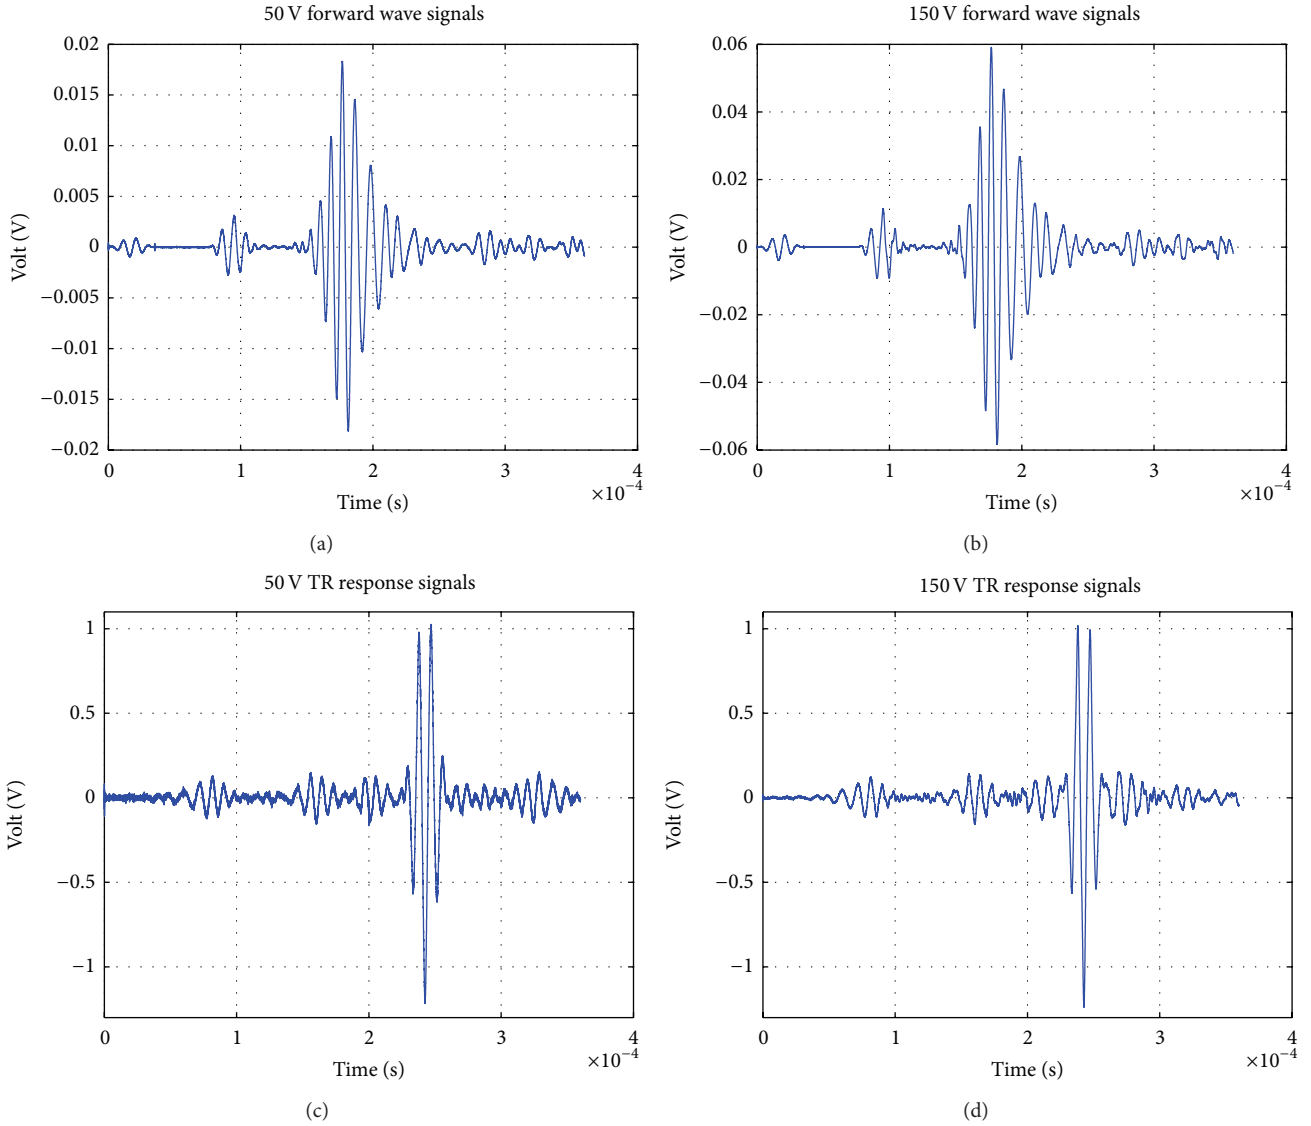 50 V forward wave signals
0.02
0.015
0.01
0.005
0
−0.005
−0.01
−0.015
−0.02
Volt (V)
0 1 2 3 4
×10−4
Time (s)
(a)
150 V forward wave signals
0.06
0.04
0.02
0
−0.02
−0.04
−0.06
Volt (V)
0 1 2 3 4
×10−4
Time (s)
(b)
50 V TR response signals
1
0.5
0
−0.5
−1
Volt (V)
0 1 2 3 4
×10−4
Time (s)
(c)
150 V TR response signals
1
0.5
0
−0.5
−1
Volt (V)
0 1 2 3 4
×10−4
Time (s)
(d)